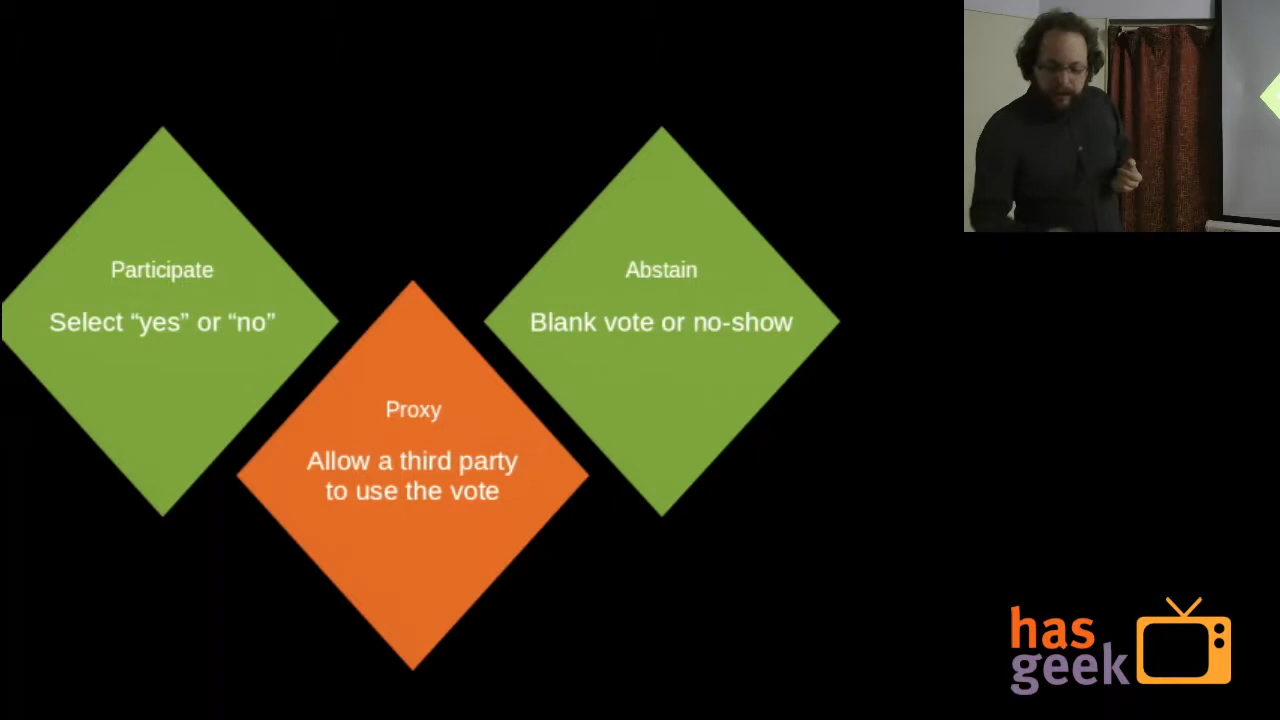 Participate
Select “yes” or “no”
Proxy
Allow a third party
to use the vote
Abstain
Blank vote or no-show
has
geek